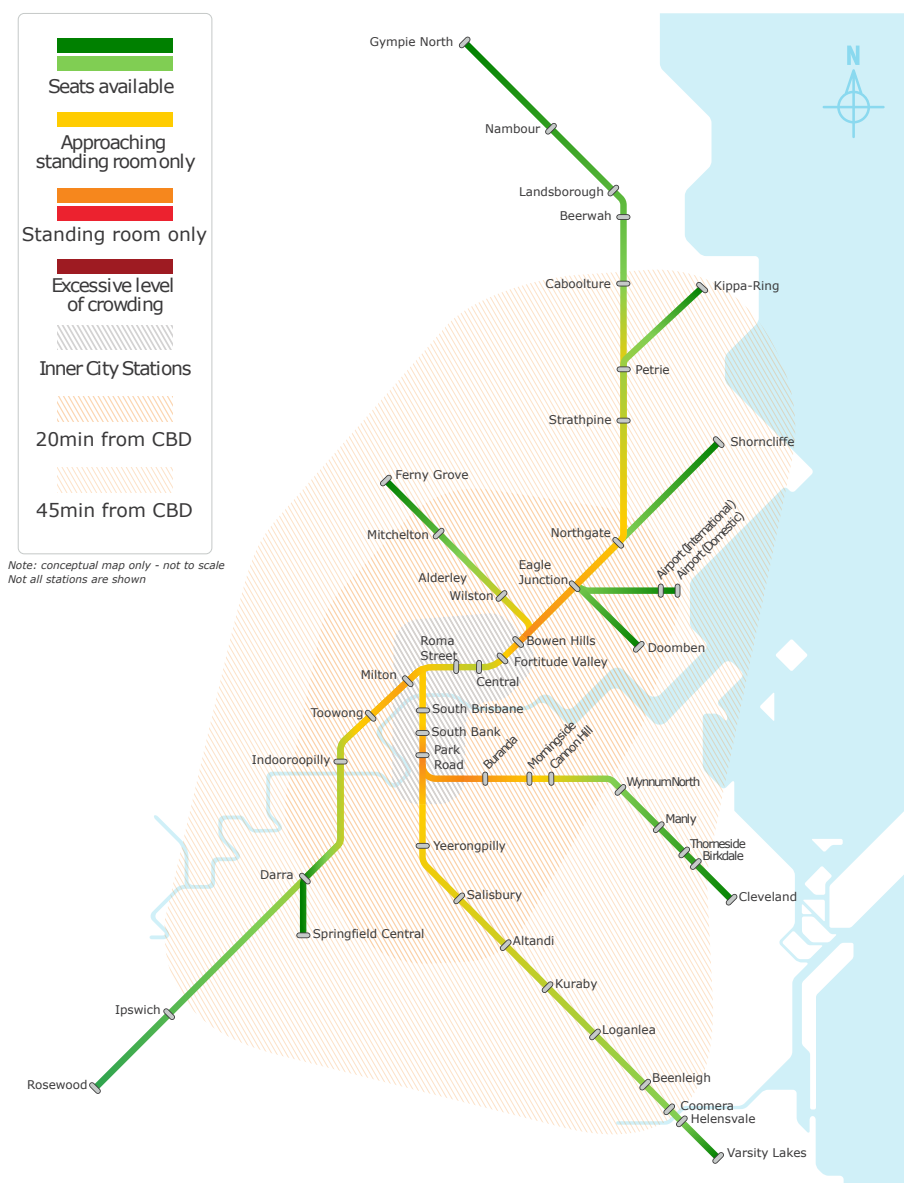 Seats available
Approaching
standing room only
Standing room only
Excessive level
of crowding
Inner City Stations
20min from CBD
45min from CBD
Note: conceptual map only - not to scale
Not all stations are shown
N
Gympie North
Nambour
Landsborough
Beerwah
Caboolture
Kippa-Ring
Petrie
Strathpine
Shorncliffe
Ferny Grove
Mitchelton
Northgate
Airport (International)
Airport (Domestic)
Eagle
Junction
Alderley
Wilston
Bowen Hills
Doomben
Roma
Street
Fortitude Valley
Milton
Central
Toowong
South Brisbane
South Bank
Park
Road
Buranda
Morningside
Cannon Hill
Indooroopilly
Wynnum North
Manly
Thorneside
Birkdale
Yeerongpilly
Darra
Salisbury
Cleveland
Springfield Central
Altandi
Kuraby
Ipswich
Loganlea
Rosewood
Beenleigh
Coomera
Helensvale
Varsity Lakes